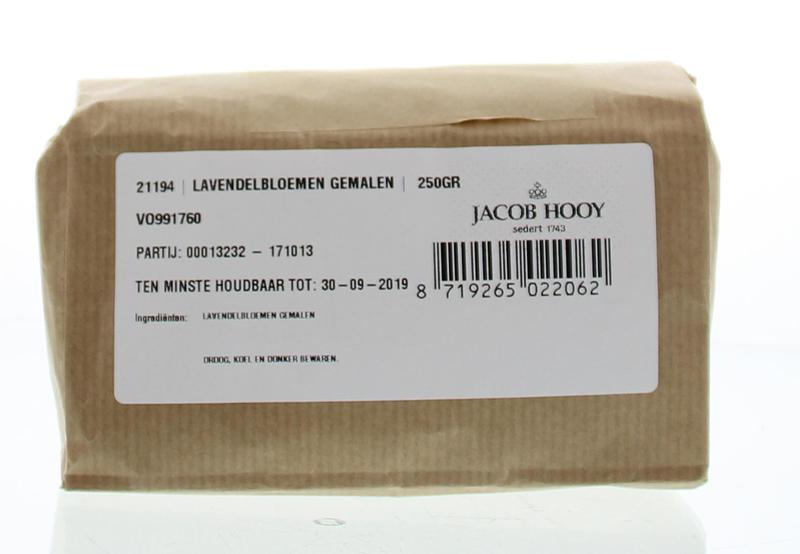 21194 | LAVENDELBLOEMEN GEMALEN | 250GR
VO991760
JACOB HOOY
sedert 1743
PARTIJ: 00013232 – 171013
TEN MINSTE HOUDBAAR TOT: 30–09–2019
8 719265 022062
Ingrediënten: LAVENDELBLOEMEN GEMALEN
DROOG, KOEL EN DONKER BEWAREN.